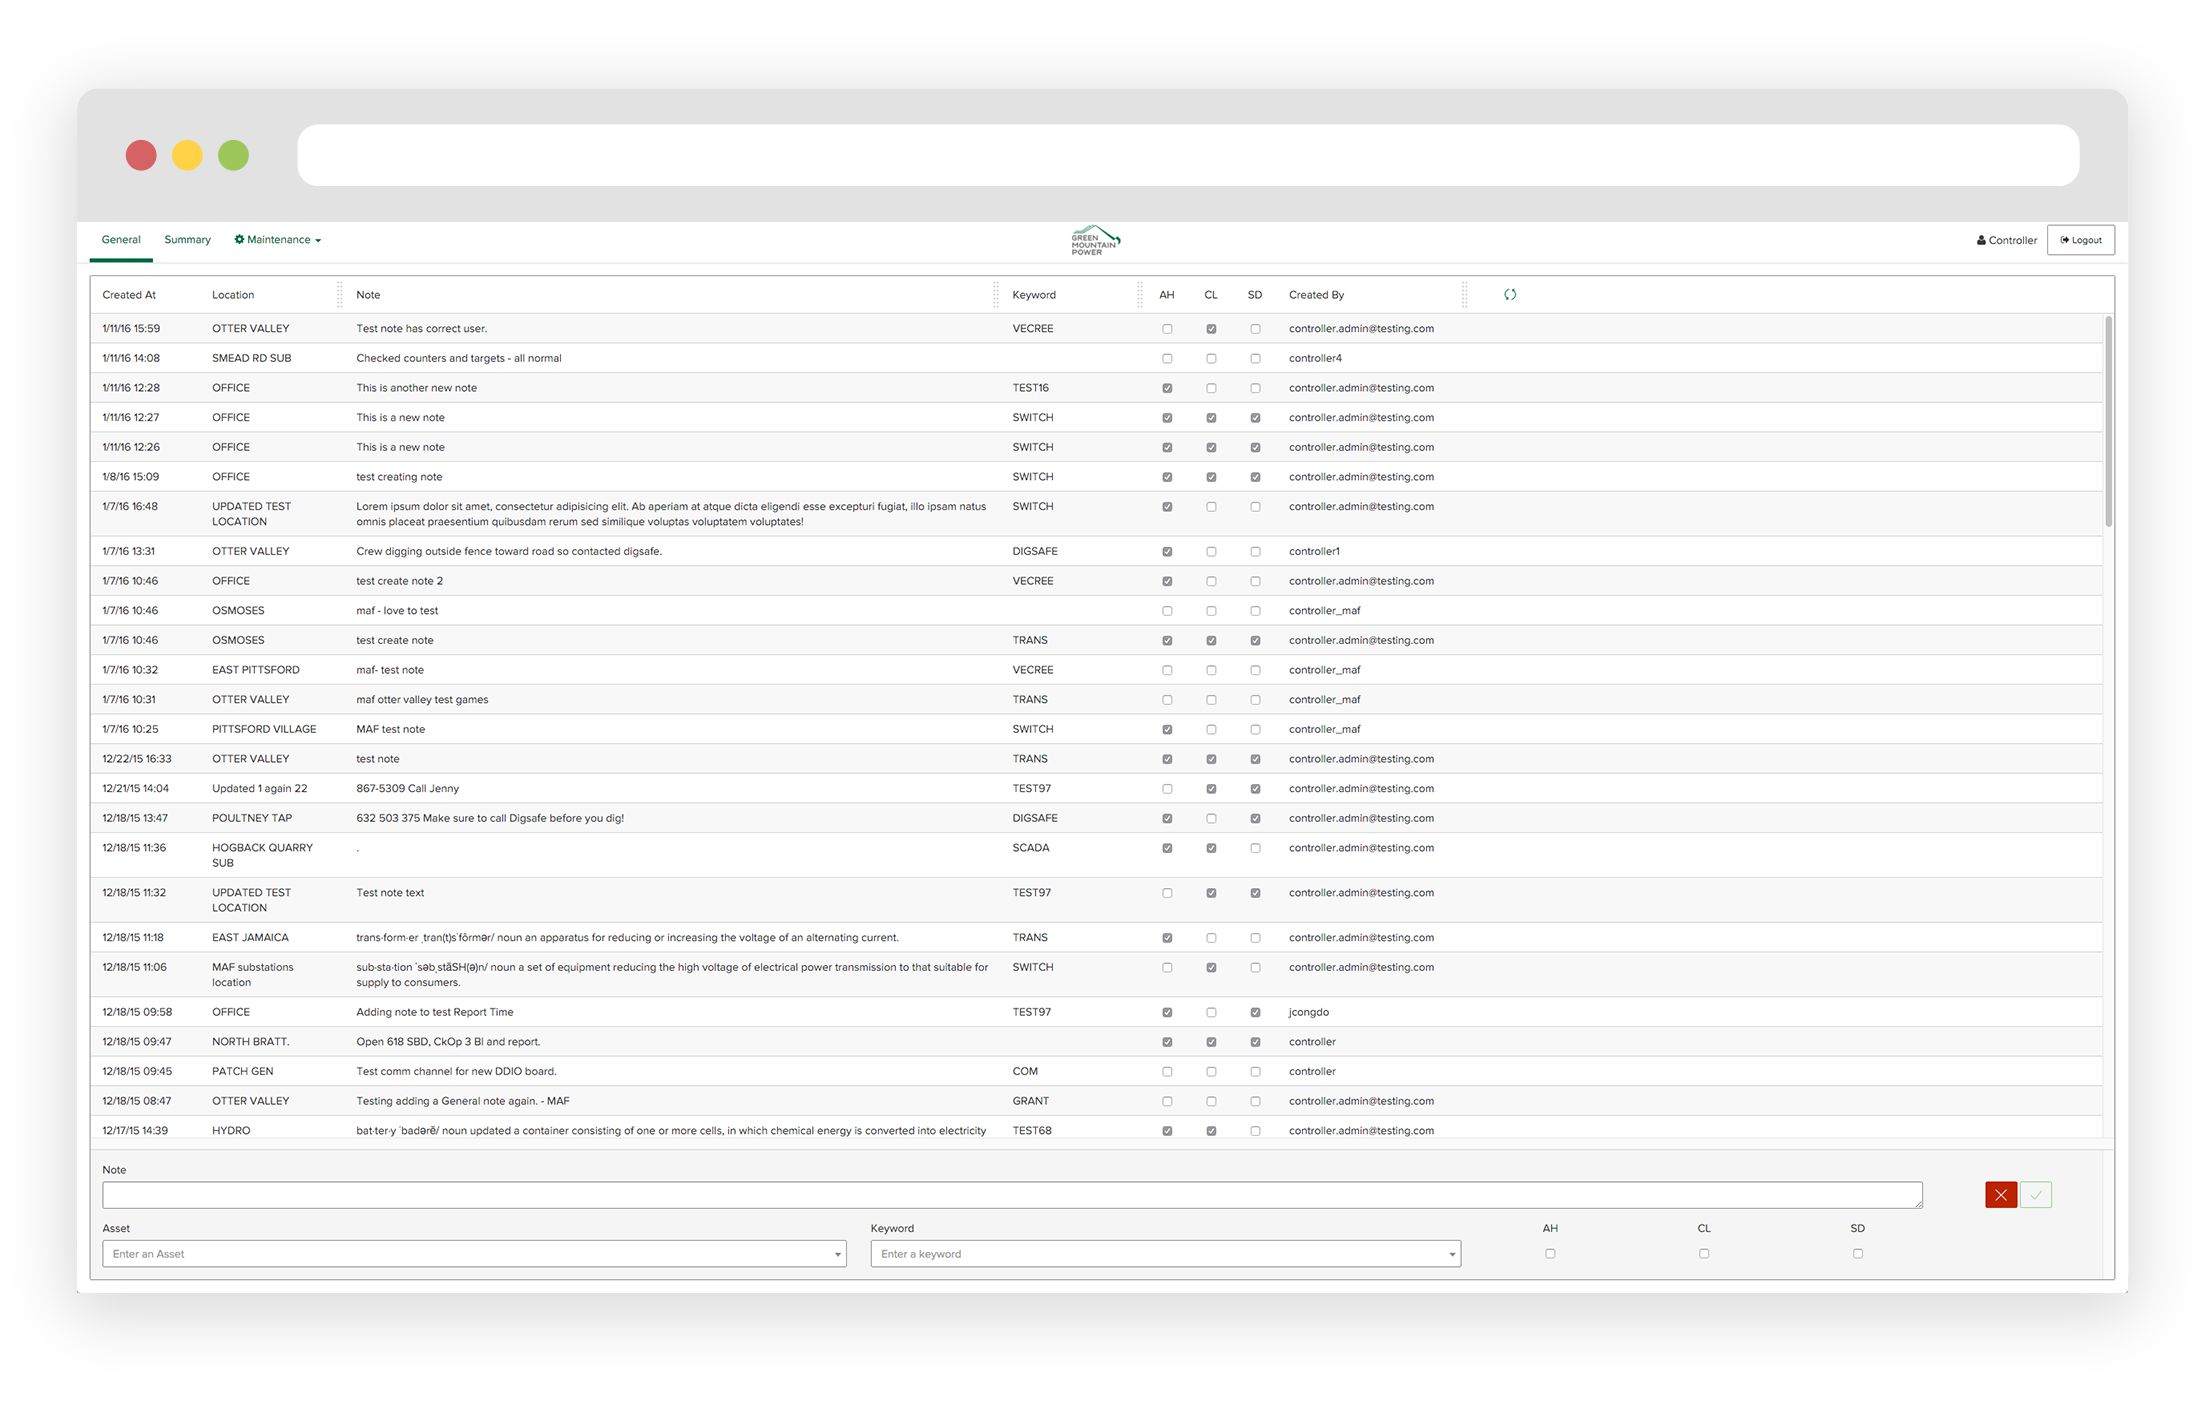 General Summary Maintenance GREEN MOUNTAIN POWER Controller Logout
Created At Location Note Keyword AH CL SD Created By
1/11/16 15:59 OTTER VALLEY Test note has correct user. VECREE controller.admin@testing.com
1/11/16 14:08 SMEAD RD SUB Checked counters and targets - all normal controller4
1/11/16 12:28 OFFICE This is another new note TEST16 controller.admin@testing.com
1/11/16 12:27 OFFICE This is a new note SWITCH controller.admin@testing.com
1/11/16 12:26 OFFICE This is a new note SWITCH controller.admin@testing.com
1/8/16 15:09 OFFICE test creating note SWITCH controller.admin@testing.com
1/7/16 16:48 UPDATED TEST Lorem ipsum dolor sit amet, consectetur adipisicing elit. Ab aperiam at atque dicta eligendi esse excepturi fugiat, illo ipsam natus SWITCH controller.admin@testing.com
LOCATION omnis placeat praesentium quibusdam rerum sed similique voluptas voluptatem voluptates!
1/7/16 13:31 OTTER VALLEY Crew digging outside fence toward road so contacted digsafe. DIGSAFE controller1
1/7/16 10:46 OFFICE test create note 2 VECREE controller.admin@testing.com
1/7/16 10:46 OSMOSES maf - love to test controller_maf
1/7/16 10:46 OSMOSES test create note TRANS controller.admin@testing.com
1/7/16 10:32 EAST PITTSFORD maf- test note VECREE controller_maf
1/7/16 10:31 OTTER VALLEY maf otter valley test games TRANS controller_maf
1/7/16 10:25 PITTSFORD VILLAGE MAF test note SWITCH controller_maf
12/22/15 16:33 OTTER VALLEY test note TRANS controller.admin@testing.com
12/21/15 14:04 Updated 1 again 22 867-5309 Call Jenny TEST97 controller.admin@testing.com
12/18/15 13:47 POULTNEY TAP 632 503 375 Make sure to call Digsafe before you dig! DIGSAFE controller.admin@testing.com
12/18/15 11:36 HOGBACK QUARRY . SCADA controller.admin@testing.com
SUB
12/18/15 11:32 UPDATED TEST Test note text TEST97 controller.admin@testing.com
LOCATION
12/18/15 11:18 EAST JAMAICA trans·form·er ˌtran(t)sˈfôrmər/ noun an apparatus for reducing or increasing the voltage of an alternating current. TRANS controller.admin@testing.com
12/18/15 11:06 MAF substations sub·sta·tion ˈsəbˌstāSH(ə)n/ noun a set of equipment reducing the high voltage of electrical power transmission to that suitable for SWITCH controller.admin@testing.com
location supply to consumers.
12/18/15 09:58 OFFICE Adding note to test Report Time TEST97 jcongdo
12/18/15 09:47 NORTH BRATT. Open 618 SBD, CkOp 3 Bl and report. controller
12/18/15 09:45 PATCH GEN Test comm channel for new DDIO board. COM controller
12/18/15 08:47 OTTER VALLEY Testing adding a General note again. - MAF GRANT controller.admin@testing.com
12/17/15 14:39 HYDRO bat·ter·y ˈbadərē/ noun updated a container consisting of one or more cells, in which chemical energy is converted into electricity TEST68 controller.admin@testing.com
Note
Asset Keyword AH CL SD
Enter an Asset Enter a keyword